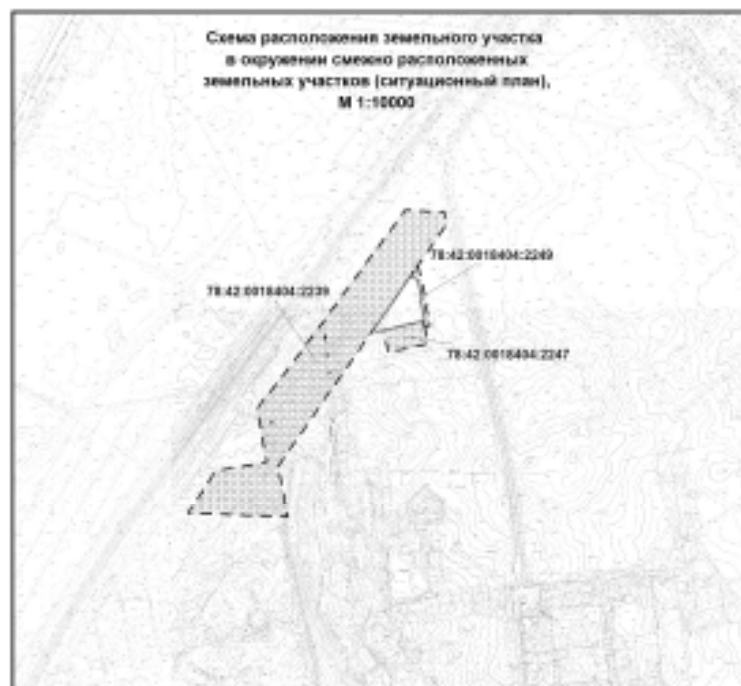 Схема расположения земельного участка
в окружении смежно расположенных
земельных участков (ситуационный план),
М 1:10000
78:42:0018404:2249
78:42:0018404:2239
78:42:0018404:2247